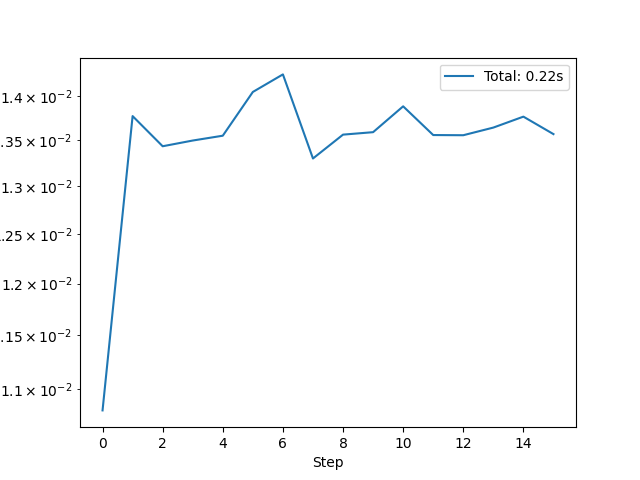 Total: 0.22s
1.4 × 10⁻²
.35 × 10⁻²
1.3 × 10⁻²
.25 × 10⁻²
1.2 × 10⁻²
.15 × 10⁻²
1.1 × 10⁻²
0 2 4 6 8 10 12 14
Step